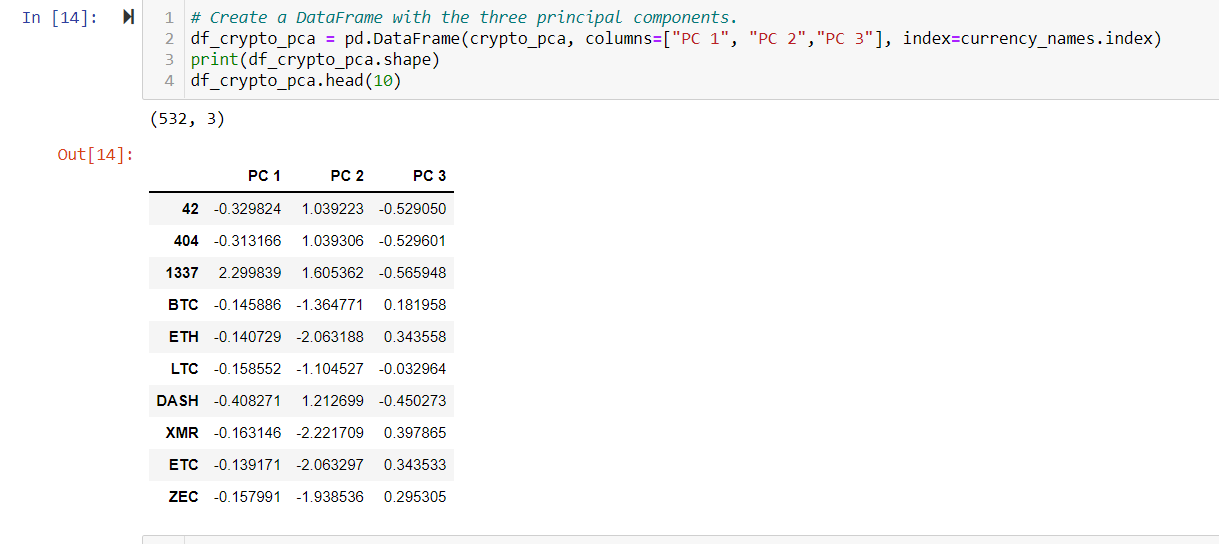 In [14]:
1 # Create a DataFrame with the three principal components.
2 df_crypto_pca = pd.DataFrame(crypto_pca, columns=["PC 1", "PC 2","PC 3"], index=currency_names.index)
3 print(df_crypto_pca.shape)
4 df_crypto_pca.head(10)
(532, 3)
Out[14]:
PC 1 PC 2 PC 3
42 -0.329824 1.039223 -0.529050
404 -0.313166 1.039306 -0.529601
1337 2.299839 1.605362 -0.565948
BTC -0.145886 -1.364771 0.181958
ETH -0.140729 -2.063188 0.343558
LTC -0.158552 -1.104527 -0.032964
DASH -0.408271 1.212699 -0.450273
XMR -0.163146 -2.221709 0.397865
ETC -0.139171 -2.063297 0.343533
ZEC -0.157991 -1.938536 0.295305